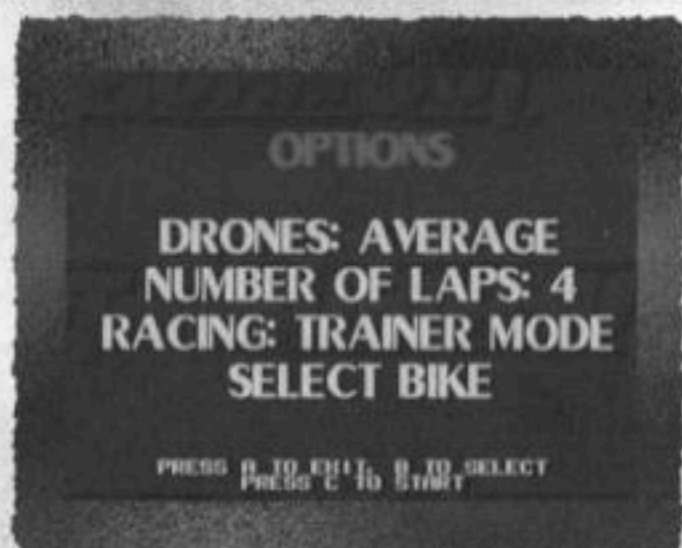 OPTIONS
DRONES: AVERAGE
NUMBER OF LAPS: 4
RACING: TRAINER MODE
SELECT BIKE
PRESS A TO EXIT, B TO SELECT
PRESS C TO START